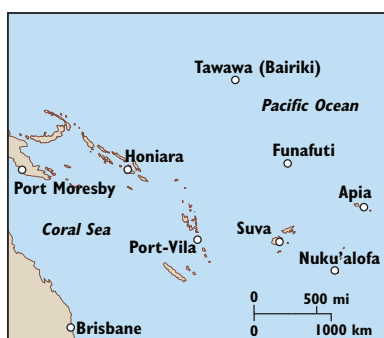 Tawawa (Bairiki)
Pacific Ocean
Honiara
Funafuti
Port Moresby
Apia
Coral Sea
Suva
Port-Vila
Nuku'alofa
0 500 mi
0 1000 km
Brisbane